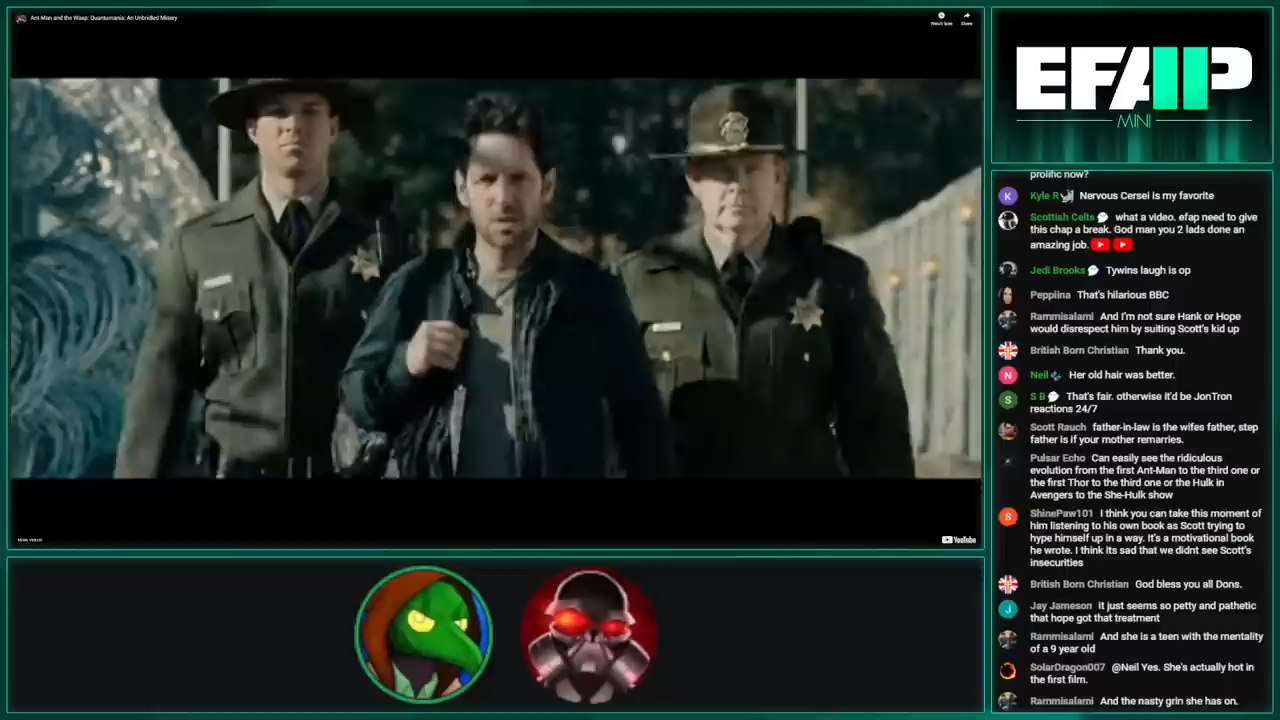 Ant-Man and the Wasp: Quantumania: An Unbridled Misery
Watch later
Share
EFAP
MINI
prolific now?
Kyle R Nervous Cersei is my favorite
Scottish Celts what a video. efap need to give
this chap a break. God man you 2 lads done an
amazing job.
Jedi Brooks Tywins laugh is op
Peppiina That's hilarious BBC
Rammisalami And I'm not sure Hank or Hope
would disrespect him by suiting Scott's kid up
British Born Christian Thank you.
Neil Her old hair was better.
S B That's fair. otherwise it'd be JonTron
reactions 24/7
Scott Rauch father-in-law is the wifes father, step
father is if your mother remarries.
Pulsar Echo Can easily see the ridiculous
evolution from the first Ant-Man to the third one or
the first Thor to the third one or the Hulk in
Avengers to the She-Hulk show
ShinePaw101 I think you can take this moment of
him listening to his own book as Scott trying to
hype himself up in a way. It's a motivational book
he wrote. I think its sad that we didnt see Scott's
insecurities
British Born Christian God bless you all Dons.
Jay Jameson it just seems so petty and pathetic
that hope got that treatment
Rammisalami And she is a teen with the mentality
of a 9 year old
SolarDragon007 @Neil Yes. She's actually hot in
the first film.
Rammisalami And the nasty grin she has on.
MORE VIDEOS
YouTube